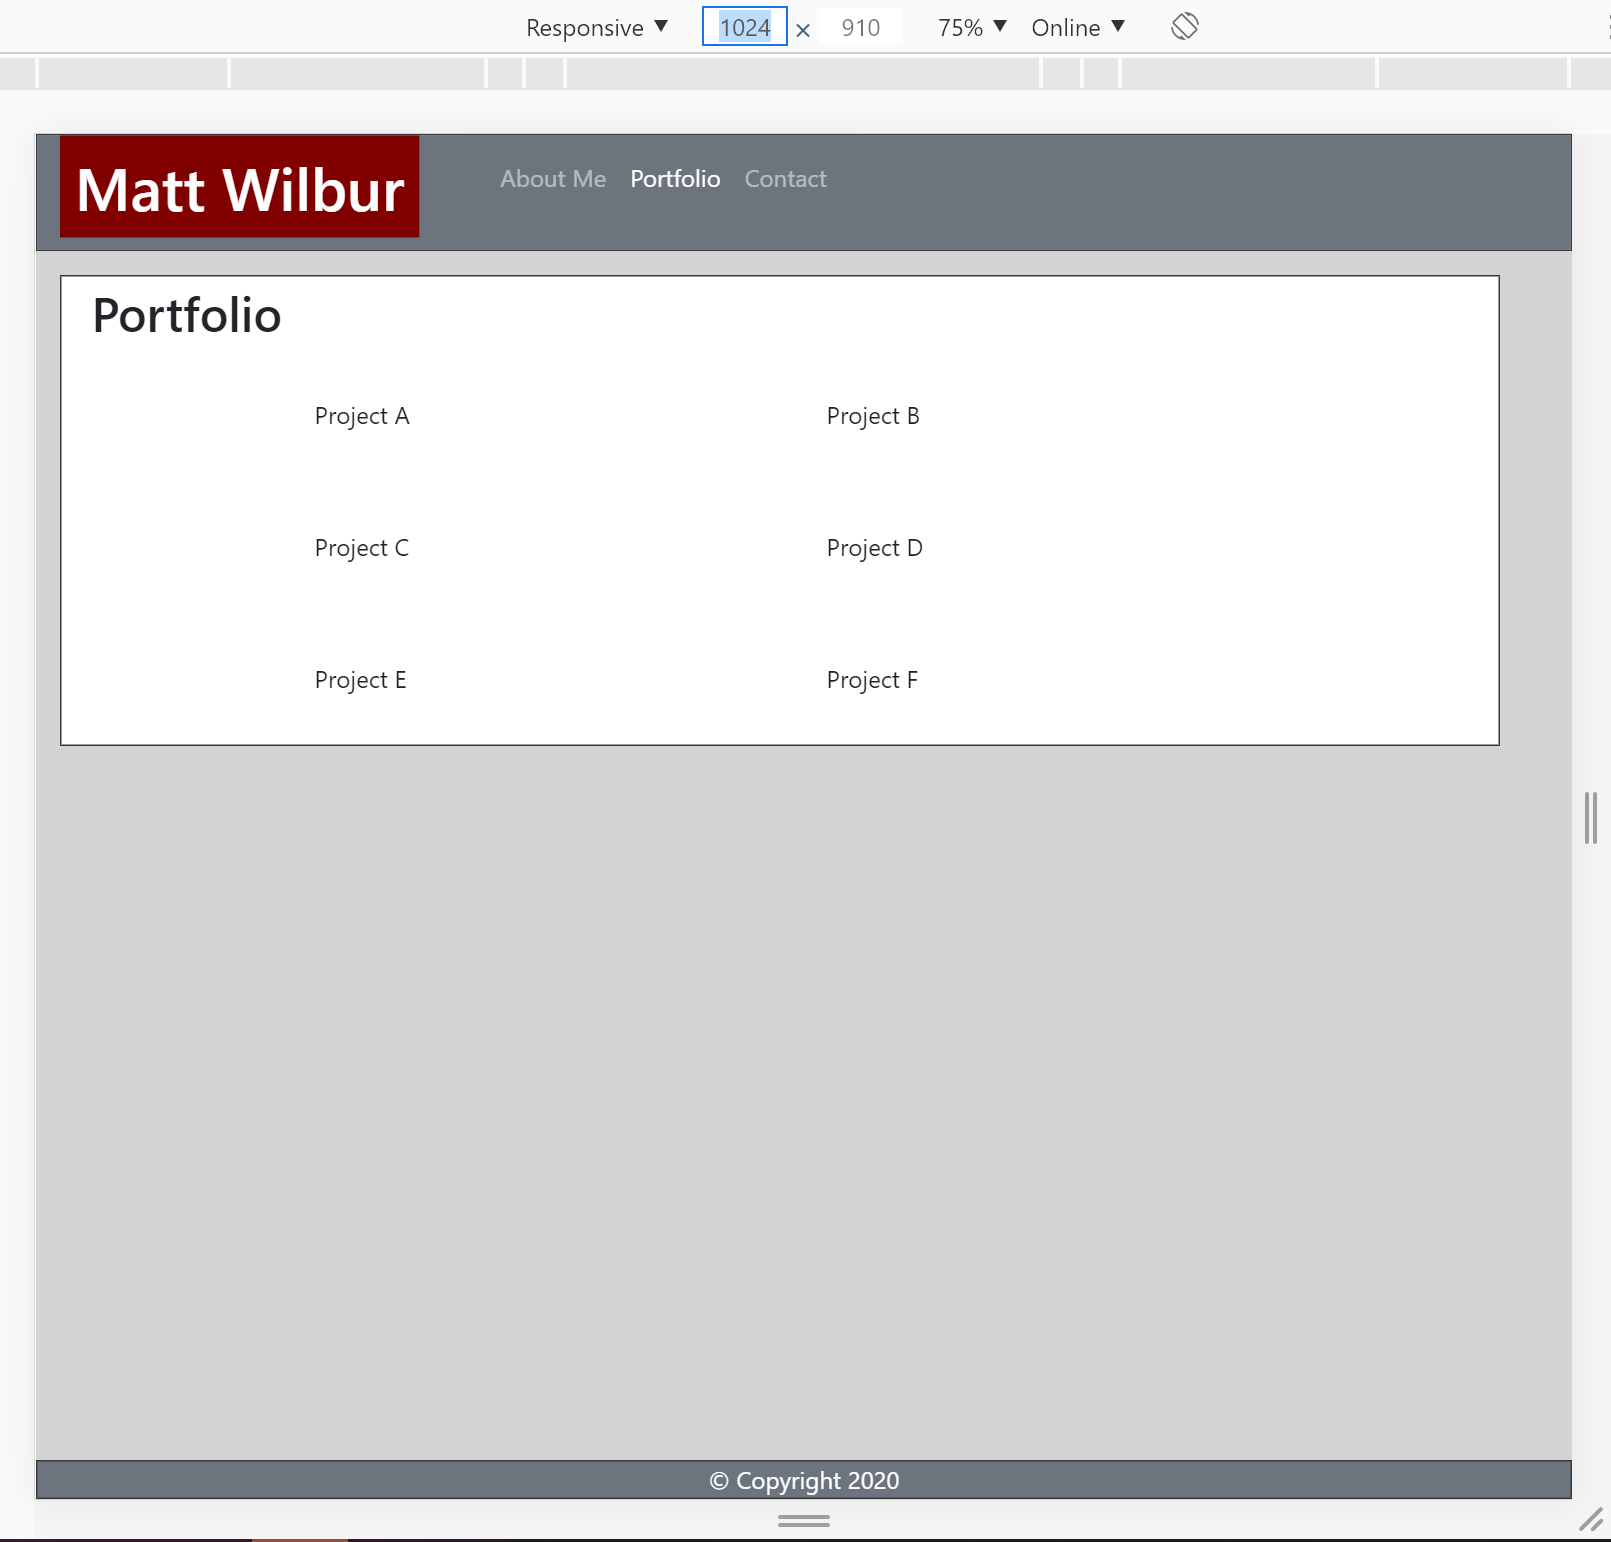 Responsive ▼ 1024 × 910 75% ▼ Online ▼
Matt Wilbur About Me Portfolio Contact
Portfolio
Project A Project B
Project C Project D
Project E Project F
© Copyright 2020